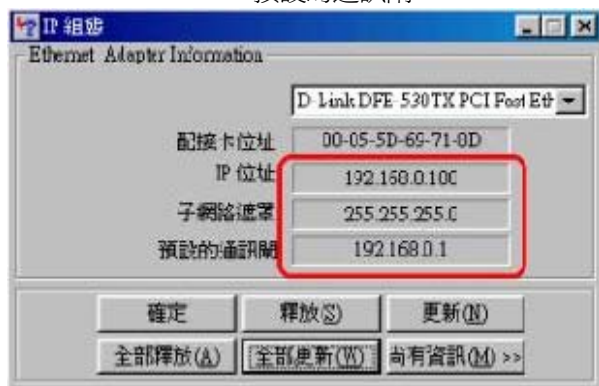 IP 組態
Ethernet Adapter Information
D-Link DFE-530TX PCI Fast Eth
配接卡位址 00-05-5D-69-71-0D
IP 位址 192.168.0.100
子網路遮罩 255.255.255.0
預設的通訊閘 192.168.0.1
確定 釋放(S) 更新(N)
全部釋放(A) 全部更新(W) 尚有資訊(M) >>